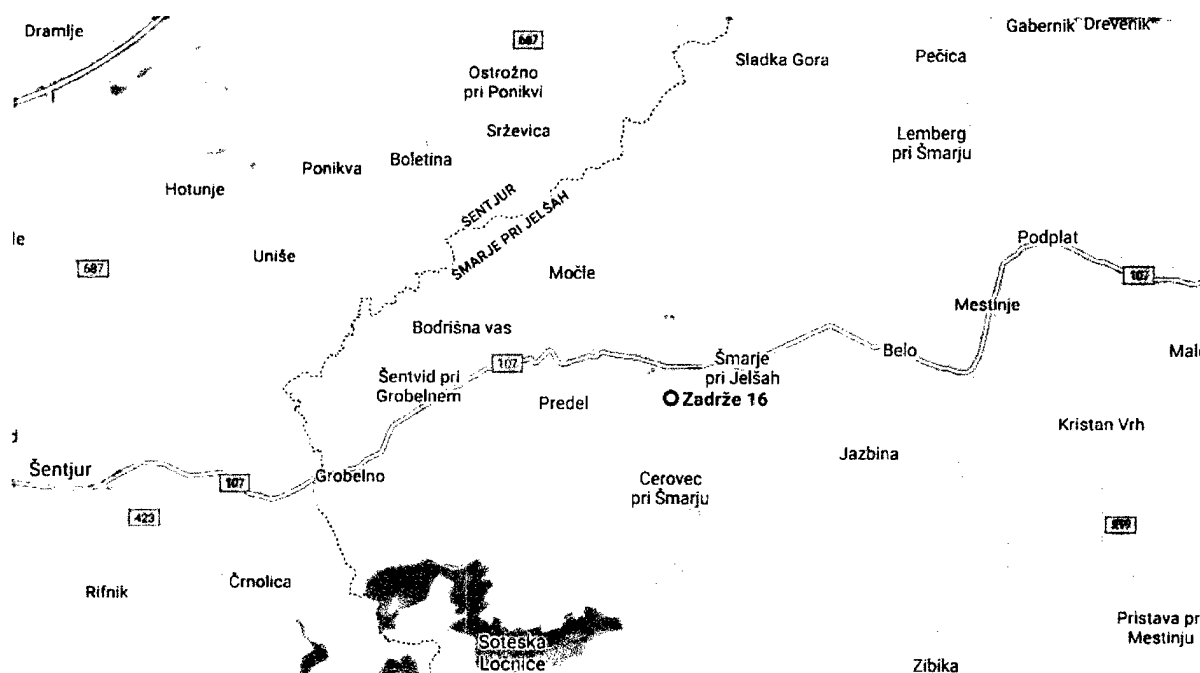 Dramlje
687
Ostrožno
pri Ponikvi
Srževica
Sladka Gora
Pečica
Gabernik
Drevenik
Lemberg
pri Šmarju
Boletina
Ponikva
Hotunje
ŠENTJUR
ŠMARJE PRI JELŠAH
le
687
Uniše
Močle
Podplat
107
Mestinje
Bodrišna vas
107
Šmarje
pri Jelšah
Belo
Male
Šentvid pri
Grobelnem
Predel
Zadrže 16
Kristan Vrh
Jazbina
d
Šentjur
107
Grobelno
Cerovec
pri Šmarju
423
Rifnik
Črnolica
Soteska
Ločnice
Pristava pr
Mestinju
Zibika